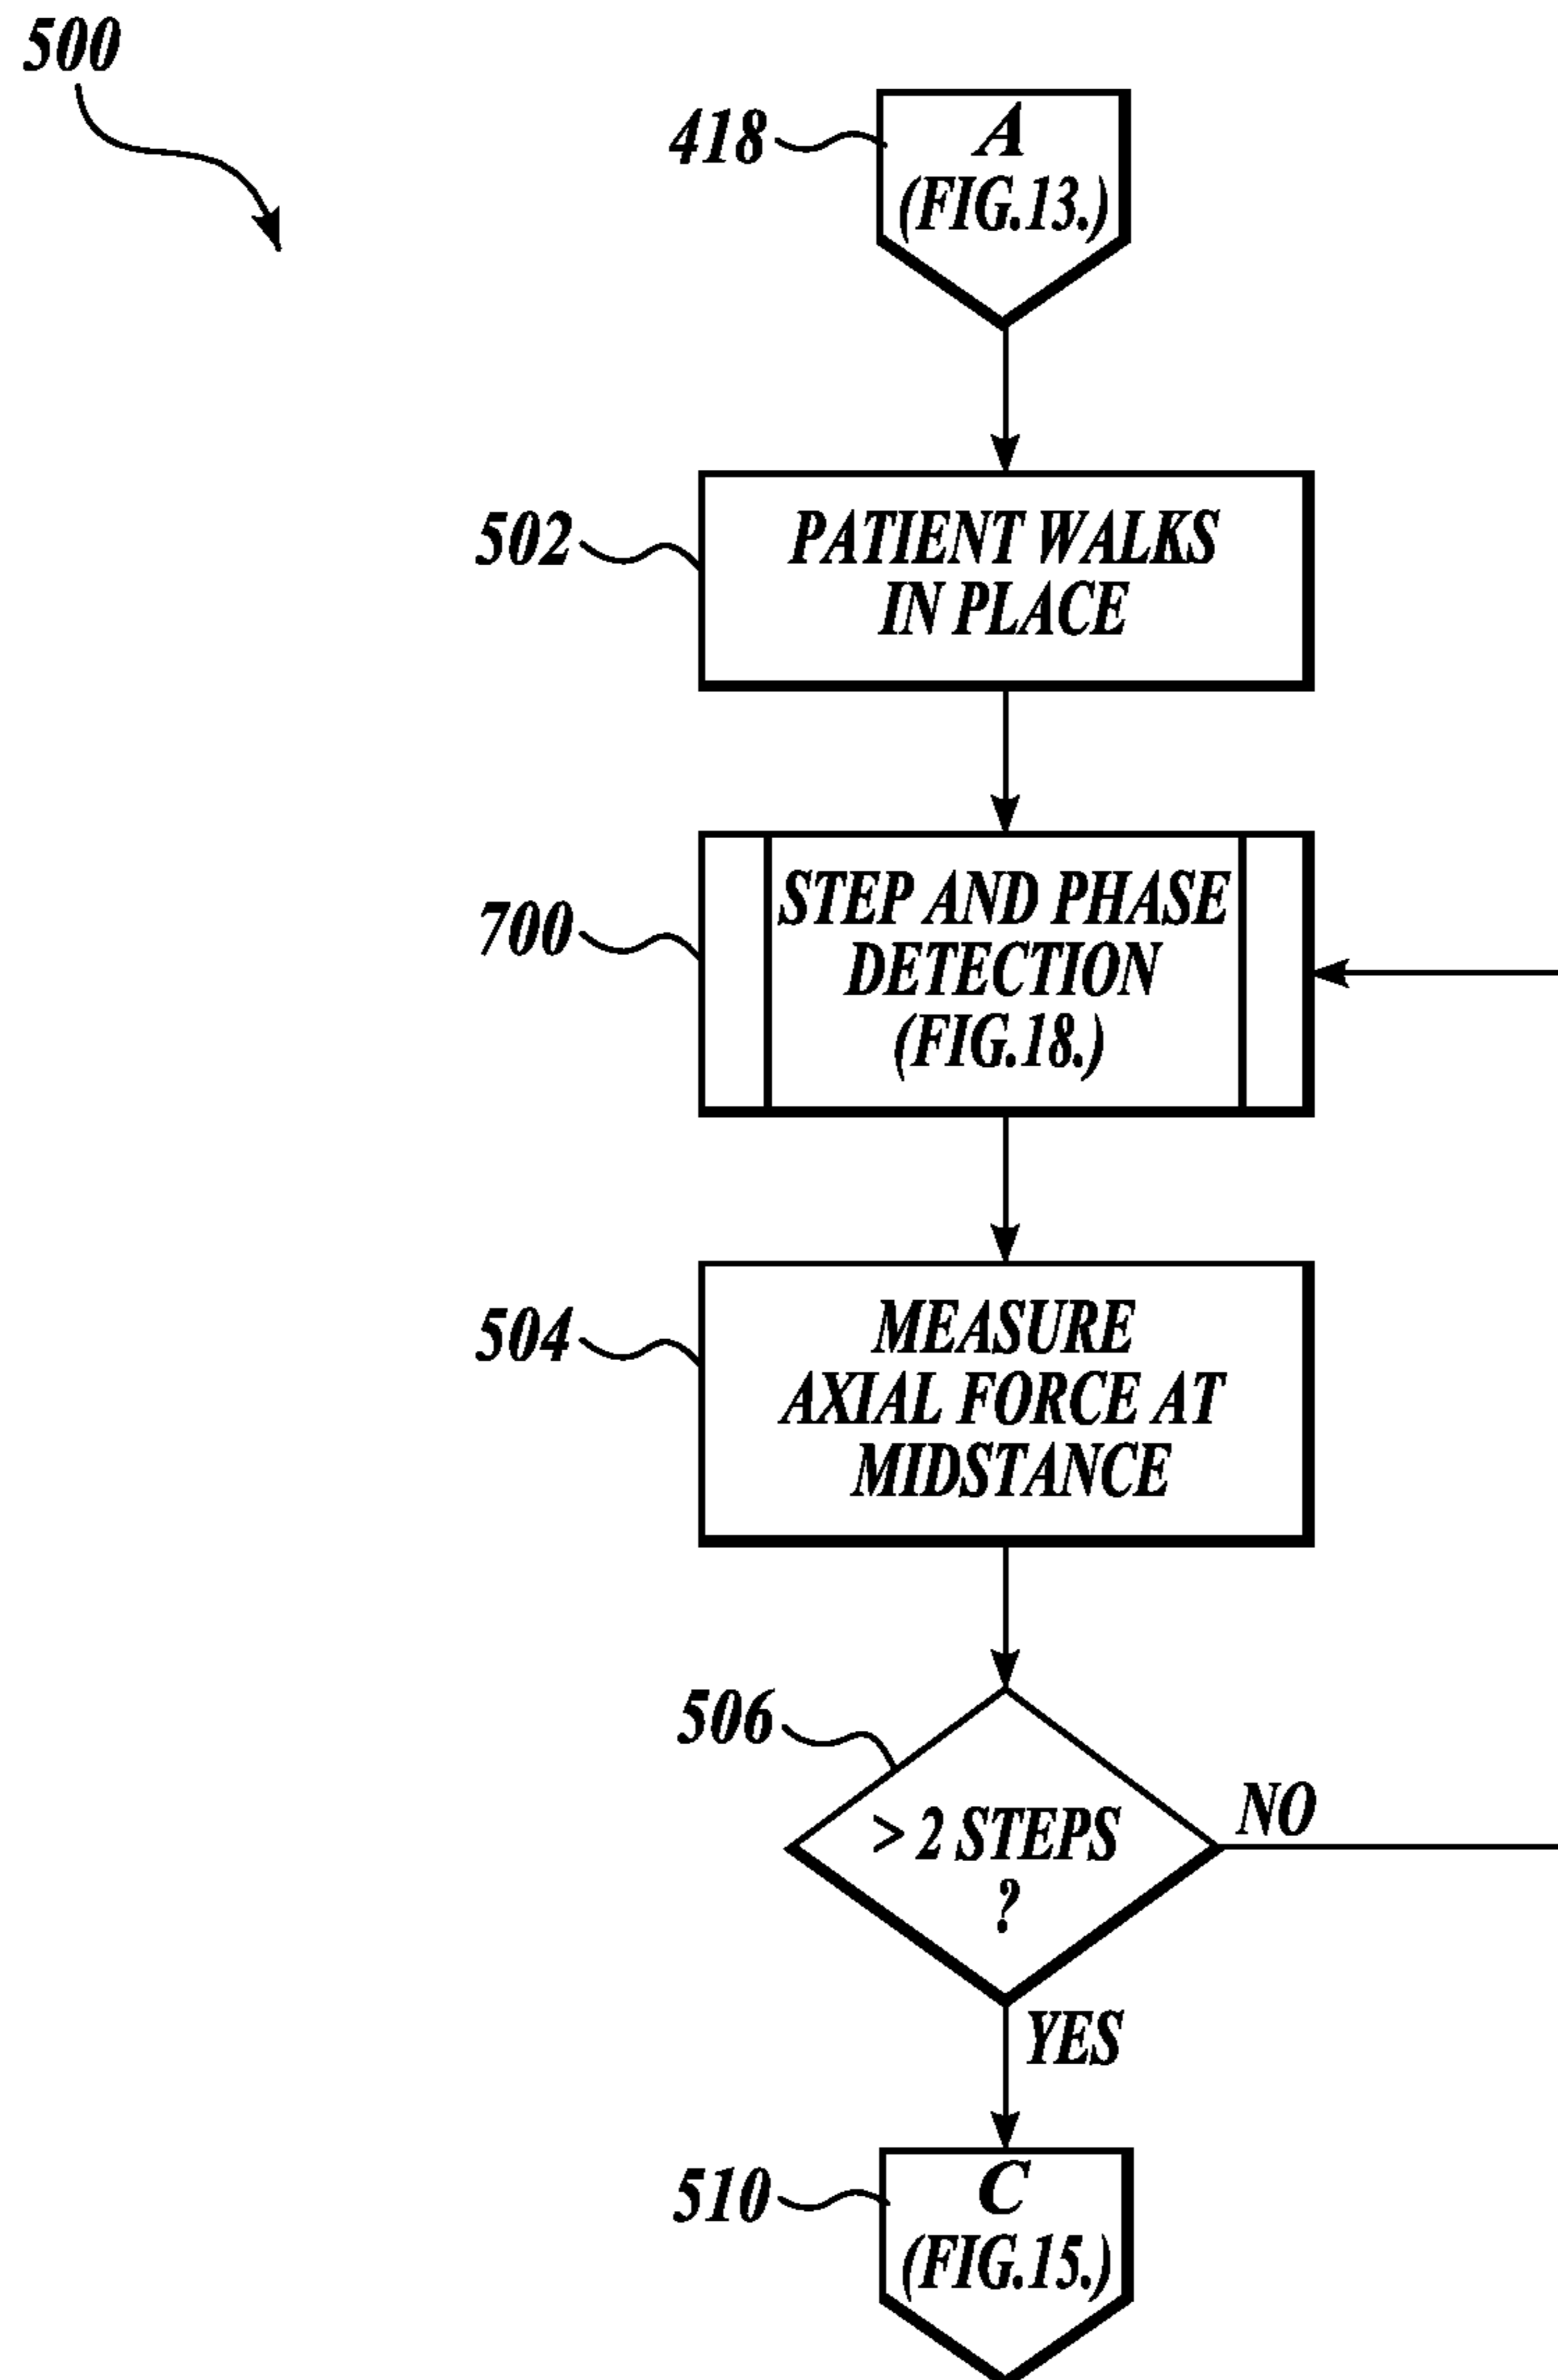 500
418
A
(FIG.13.)
502
PATIENT WALKS
IN PLACE
700
STEP AND PHASE
DETECTION
(FIG.18.)
504
MEASURE
AXIAL FORCE AT
MIDSTANCE
506
> 2 STEPS
?
NO
YES
510
C
(FIG.15.)